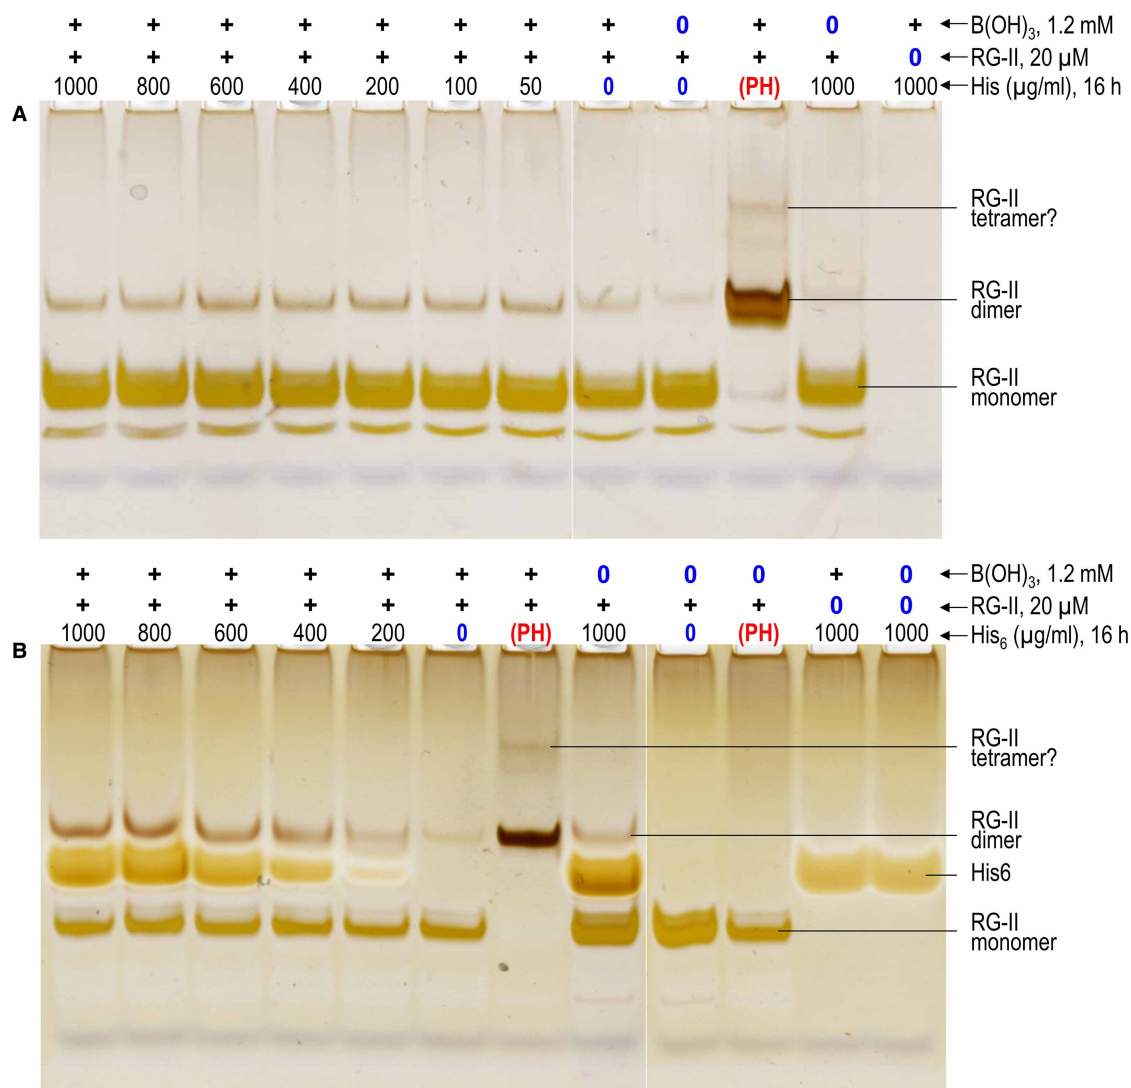 + + + + + + + + 0 + 0 + B(OH)3, 1.2 mM
+ + + + + + + + + + + 0 RG-II, 20 µM
1000 800 600 400 200 100 50 0 0 (PH) 1000 1000 His (µg/ml), 16 h
A
RG-II
tetramer?
RG-II
dimer
RG-II
monomer
+ + + + + + + 0 0 0 + 0 B(OH)3, 1.2 mM
+ + + + + + + + + + 0 0 RG-II, 20 µM
1000 800 600 400 200 0 (PH) 1000 0 (PH) 1000 1000 His6 (µg/ml), 16 h
B
RG-II
tetramer?
RG-II
dimer
His6
RG-II
monomer